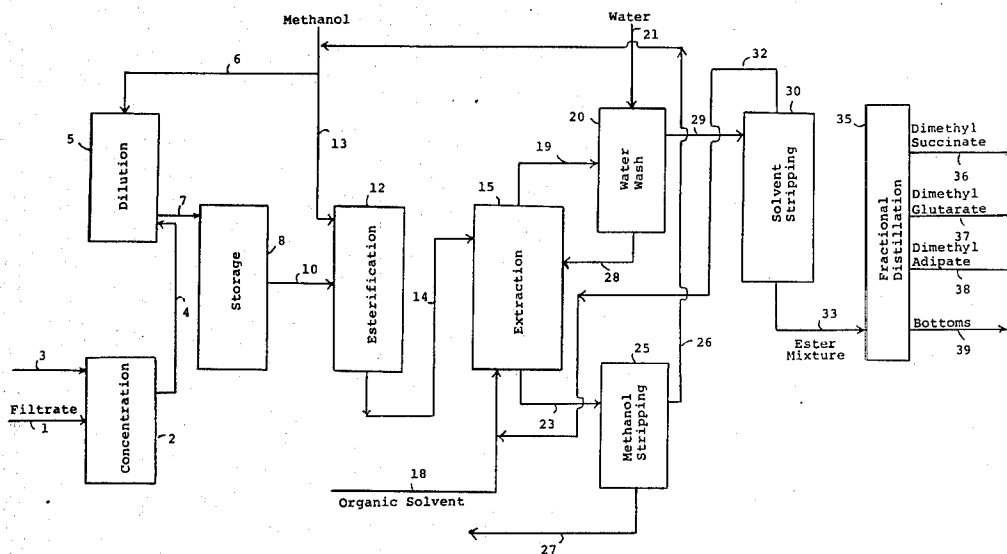 Methanol
Water
21
6
32
30
5
20
29
35
Dimethyl
Succinate
36
Dilution
13
19
Water
Wash
12
15
7
8
Solvent
Stripping
Dimethyl
Glutarate
37
Fractional
Distillation
Storage
10
Esterification
14
Extraction
28
Dimethyl
Adipate
38
4
26
33
Ester
Mixture
Bottoms
39
3
25
Filtrate
1
Concentration
2
23
Methanol
Stripping
18
Organic Solvent
27